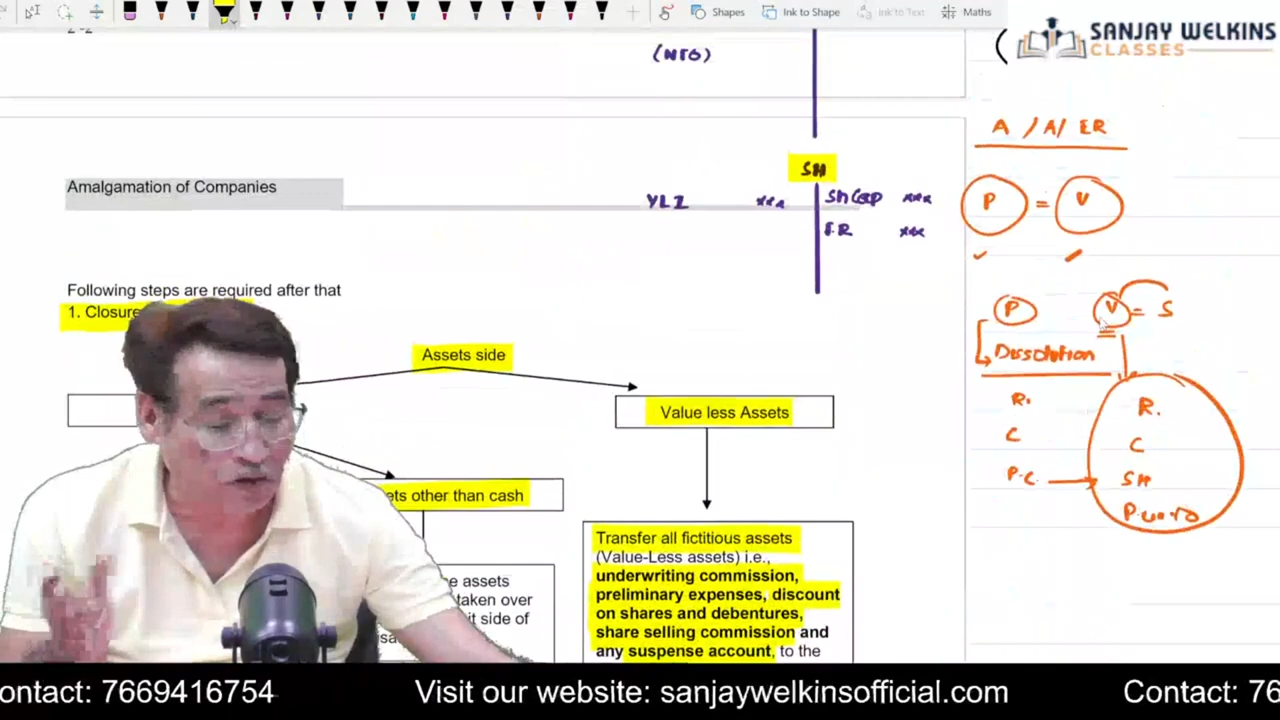 Shapes Ink to Shape Ink to Text Maths
SANJAY WELKINS
CLASSES
(NTO)
A / A / ER
SH
Amalgamation of Companies
YLZ xxx Sh Cap xxx
F.R xxx
P = V
Following steps are required after that
1. Closure
P V = S
Dissolution
Assets side
R. R.
Value less Assets
C C
P.C. SH
ets other than cash
Transfer all fictitious assets
(Value-Less assets) i.e.,
underwriting commission,
preliminary expenses, discount
on shares and debentures,
share selling commission and
any suspense account, to the
e assets
taken over
it side of
ontact: 7669416754 Visit our website: sanjaywelkinsofficial.com Contact: 76